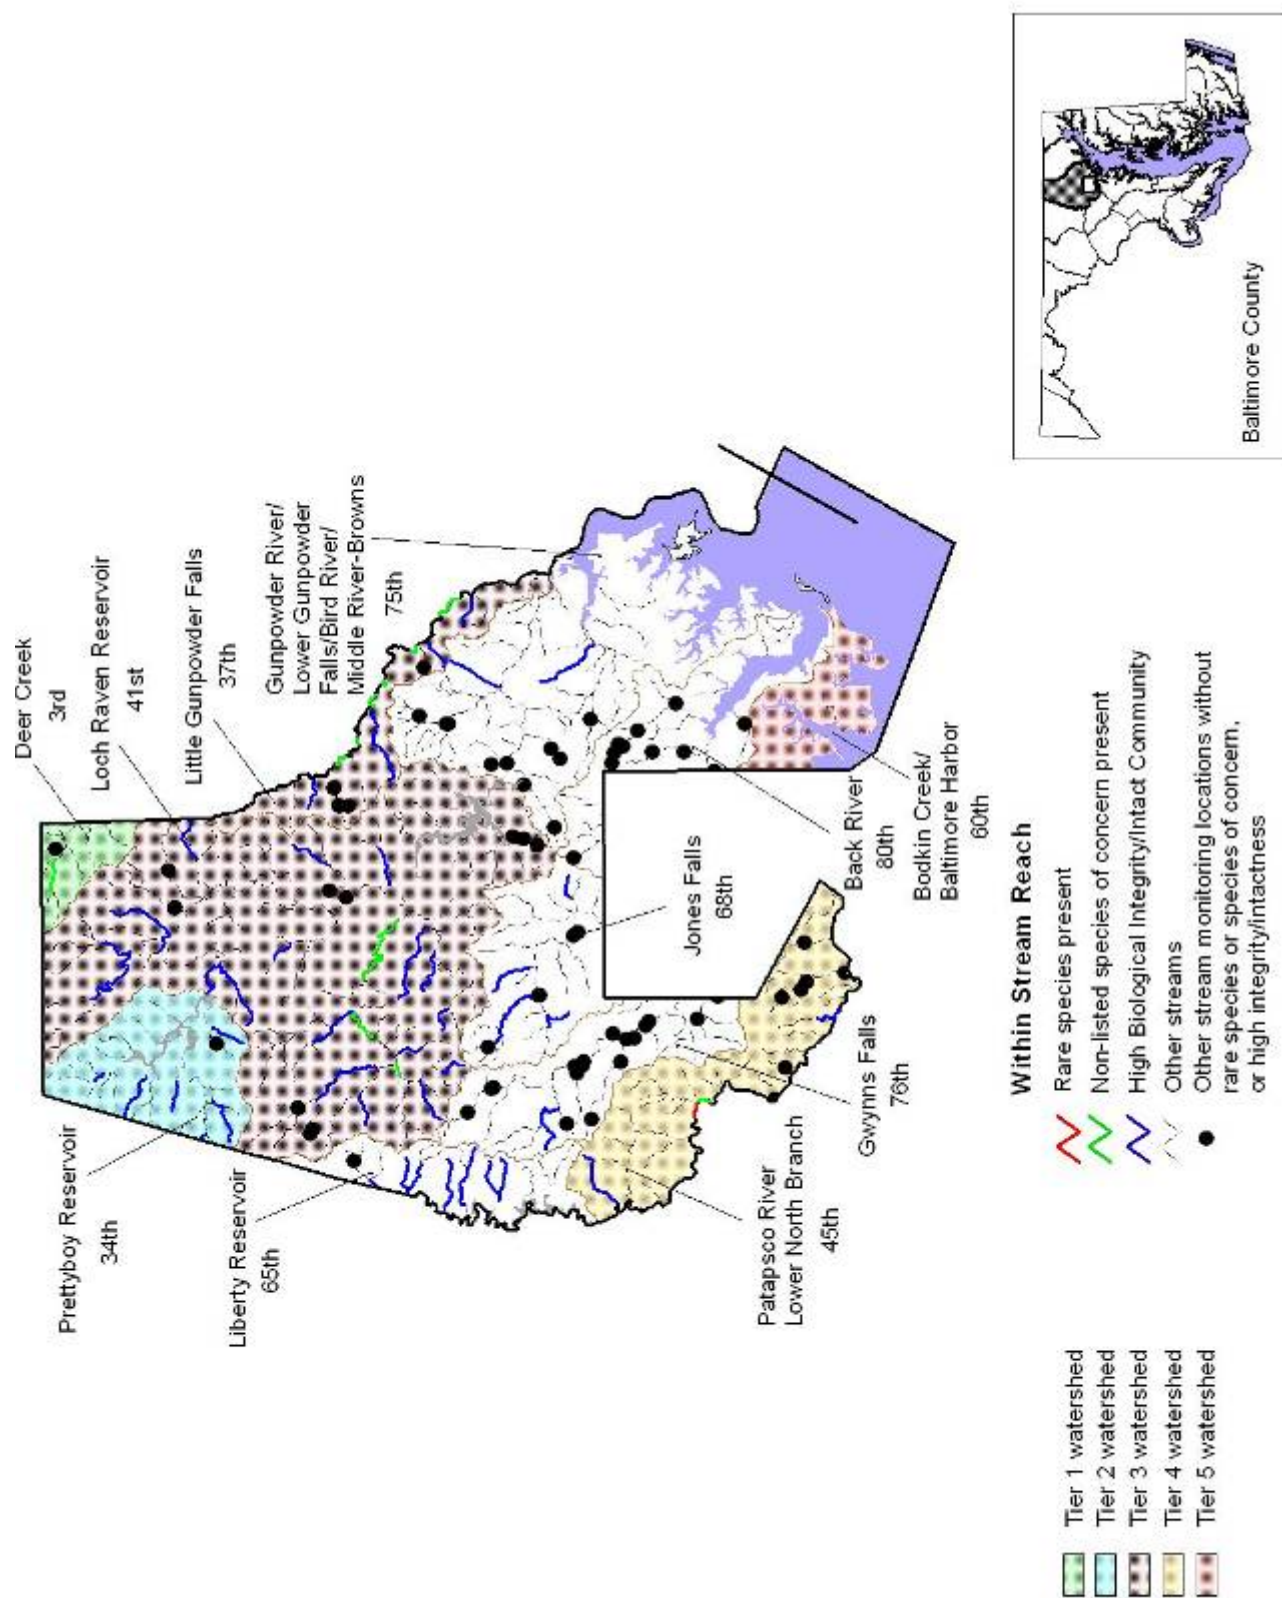 Deer Creek
3rd
Loch Raven Reservoir
41st
Little Gunpowder Falls
37th
Gunpowder River/
Lower Gunpowder
Falls/Bird River/
Middle River-Browns
75th
Prettyboy Reservoir
34th
Liberty Reservoir
65th
Patapsco River
Lower North Branch
45th
Gwynns Falls
76th
Jones Falls
68th
Back River
80th
Bodkin Creek/
Baltimore Harbor
60th
Within Stream Reach
Rare species present
Non-listed species of concern present
High Biological Integrity/Intact Community
Other streams
Other stream monitoring locations without
rare species or species of concern,
or high integrity/intactness
Tier 1 watershed
Tier 2 watershed
Tier 3 watershed
Tier 4 watershed
Tier 5 watershed
Baltimore County